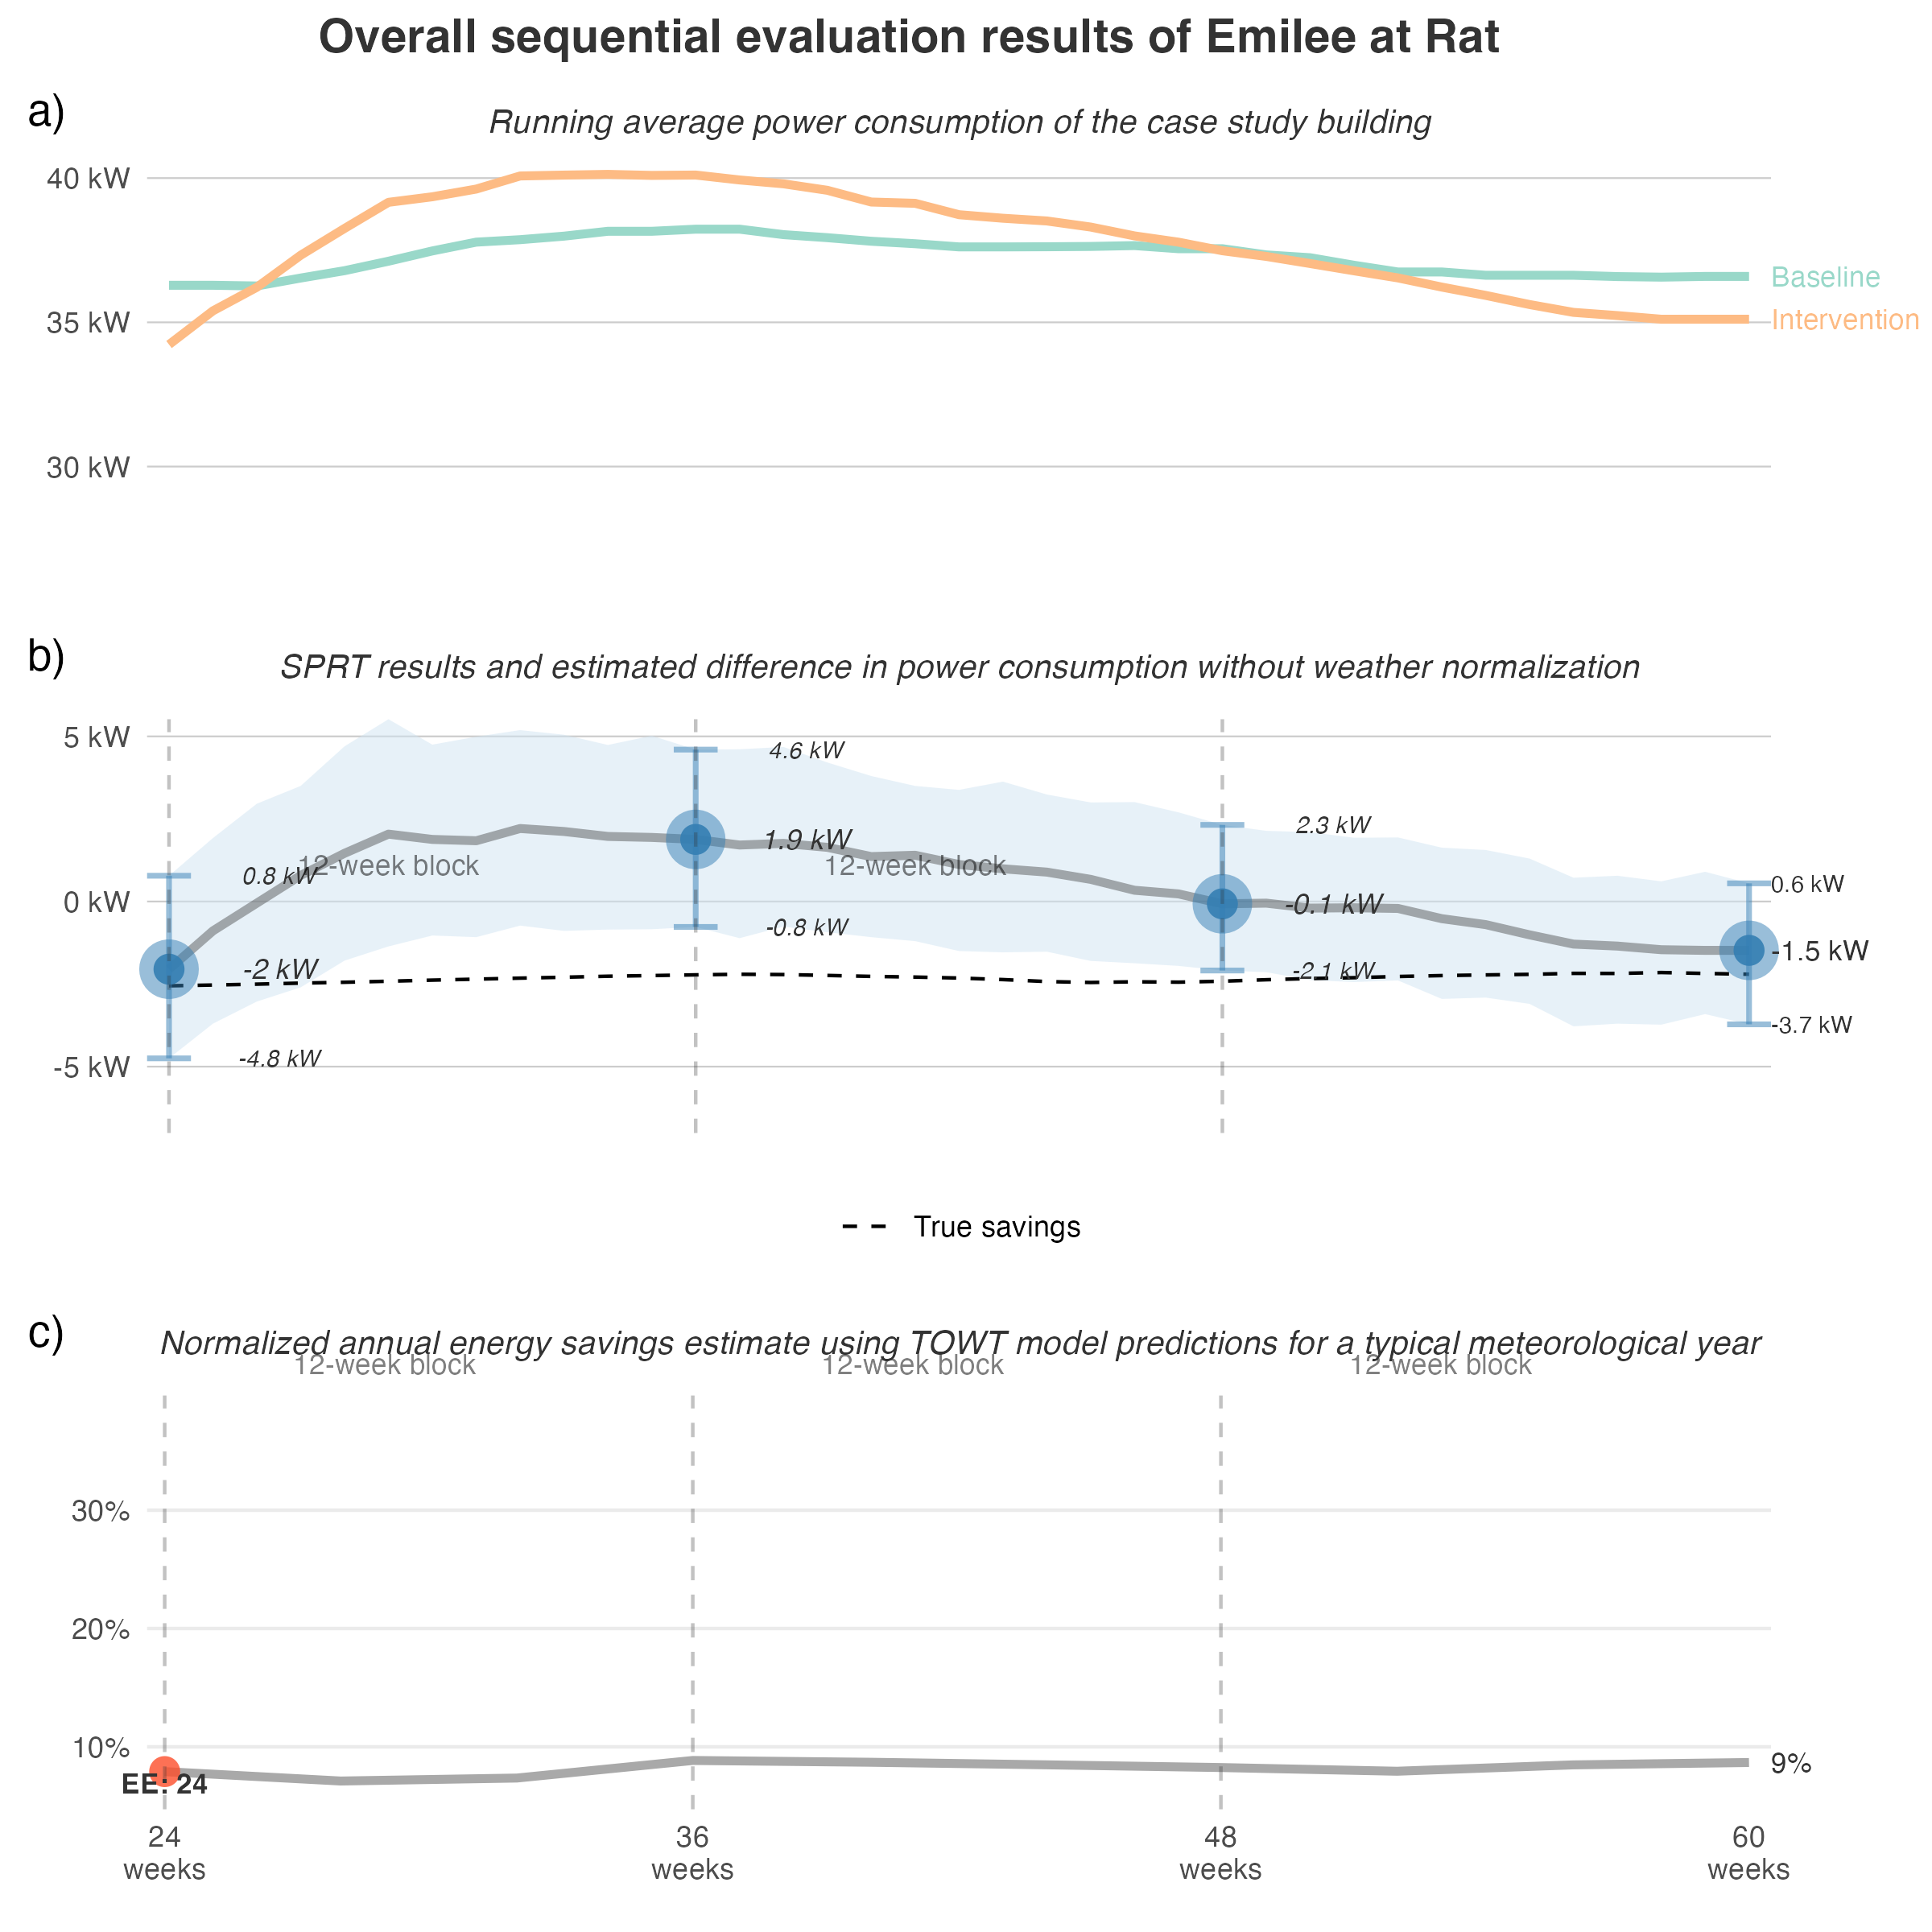 Overall sequential evaluation results of Emilee at Rat
a)
Running average power consumption of the case study building
40 kW
35 kW
30 kW
Baseline
Intervention
b)
SPRT results and estimated difference in power consumption without weather normalization
5 kW
0 kW
-5 kW
12-week block
12-week block
0.8 kW
-2 kW
-4.8 kW
4.6 kW
1.9 kW
-0.8 kW
2.3 kW
-0.1 kW
-2.1 kW
0.6 kW
-1.5 kW
-3.7 kW
True savings
c)
Normalized annual energy savings estimate using TOWT model predictions for a typical meteorological year
12-week block
12-week block
12-week block
30%
20%
10%
EE: 24
9%
24
weeks
36
weeks
48
weeks
60
weeks